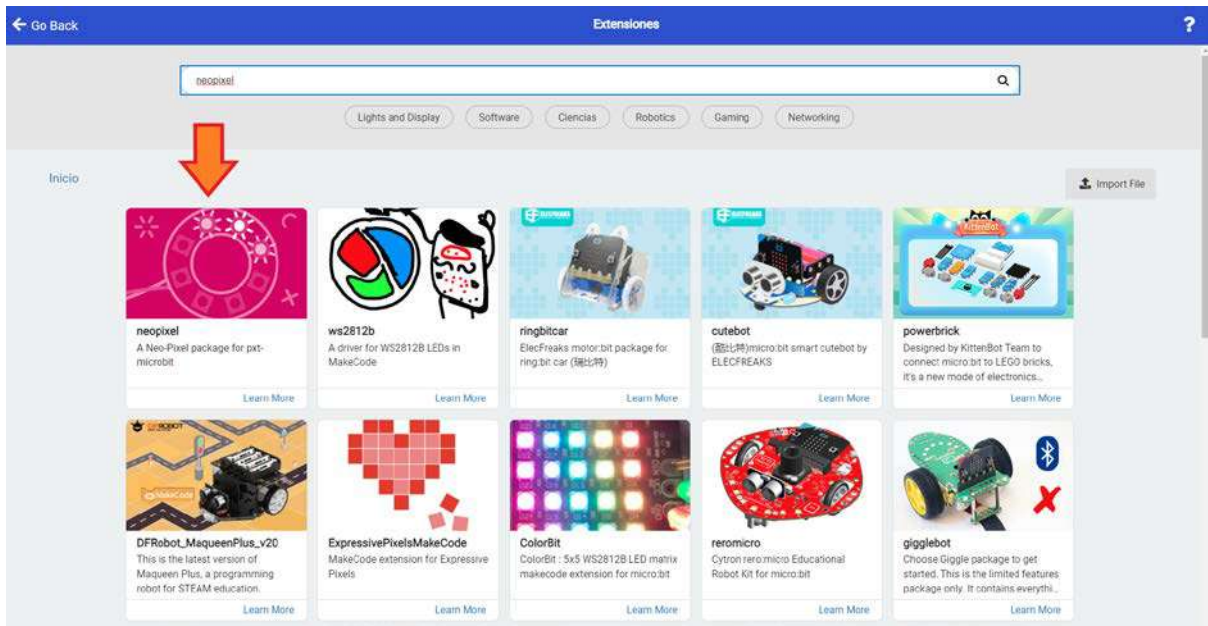 Go Back
Extensiones
?
neopixel
Lights and Display
Software
Ciencias
Robotics
Gaming
Networking
Inicio
Import File
neopixel
A Neo-Pixel package for pxt-
microbit
Learn More
ws2812b
A driver for WS2812B LEDs in
MakeCode
Learn More
ELECFREAKS
ringbitcar
ElecFreaks motor:bit package for
ring:bit car (瑞比特)
Learn More
ELECFREAKS
cutebot
(酷比特)micro:bit smart cutebot by
ELECFREAKS
Learn More
KittenBot
powerbrick
Designed by KittenBot Team to
connect micro:bit to LEGO bricks,
it's a new mode of electronics...
Learn More
DFROBOT
MakeCode
DFRobot_MaqueenPlus_v20
This is the latest version of
Maqueen Plus, a programming
robot for STEAM education.
Learn More
ExpressivePixelsMakeCode
MakeCode extension for Expressive
Pixels
Learn More
ColorBit
ColorBit : 5x5 WS2812B LED matrix
makecode extension for micro:bit
Learn More
reromicro
Cytron rero:micro Educational
Robot Kit for micro:bit
Learn More
gigglebot
Choose Giggle package to get
started. This is the limited features
package only. It contains everythi...
Learn More